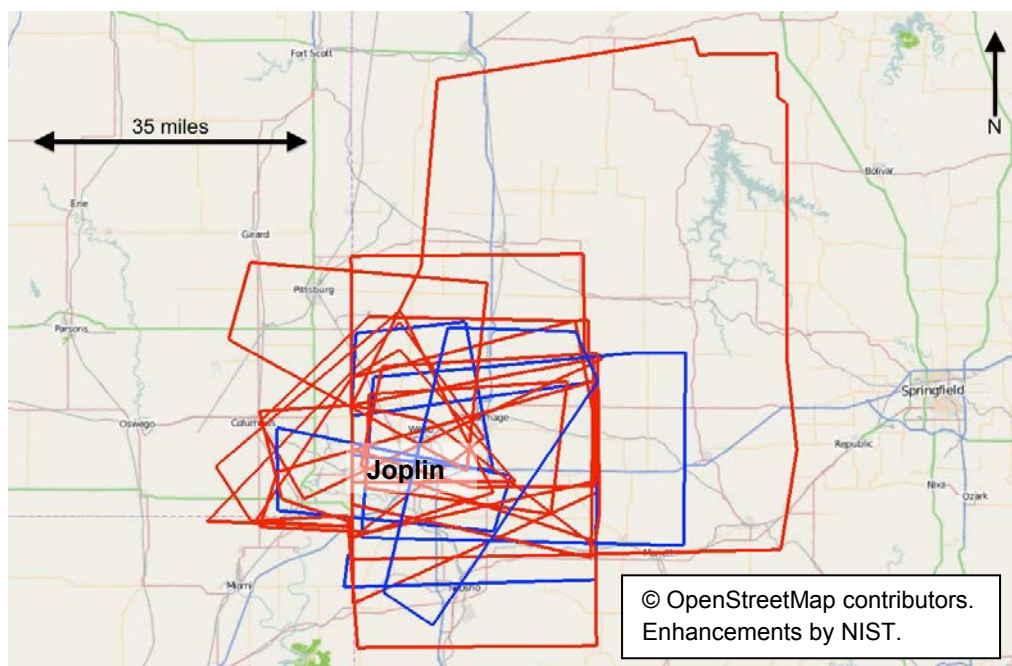 Fort Scott
35 miles
N
Bolivar
Erie
Girard
Pittsburg
Parsons
Springfield
Oswego
Republic
Joplin
Nixa
Ozark
Miami
© OpenStreetMap contributors.
Enhancements by NIST.